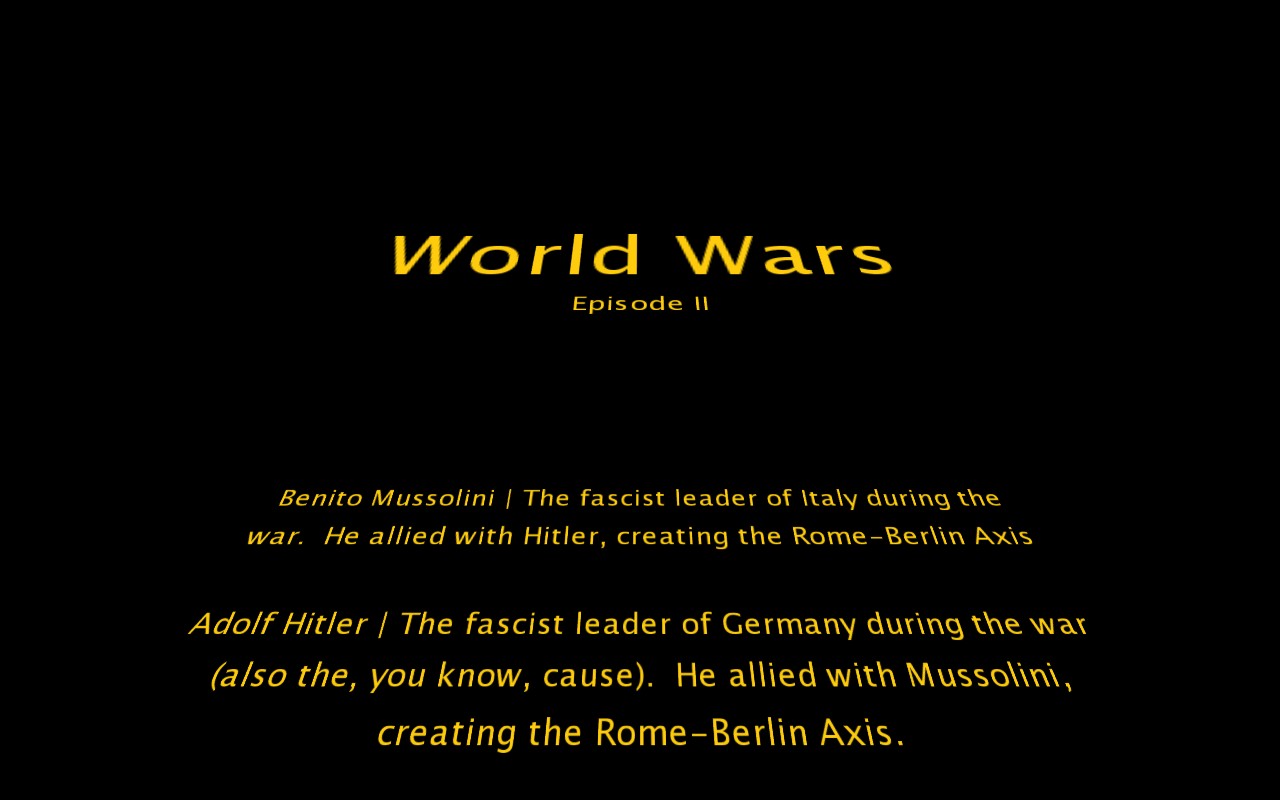 World Wars
Episode II
Benito Mussolini | The fascist leader of Italy during the
war.  He allied with Hitler, creating the Rome-Berlin Axis
Adolf Hitler | The fascist leader of Germany during the war
(also the, you know, cause).  He allied with Mussolini,
creating the Rome-Berlin Axis.